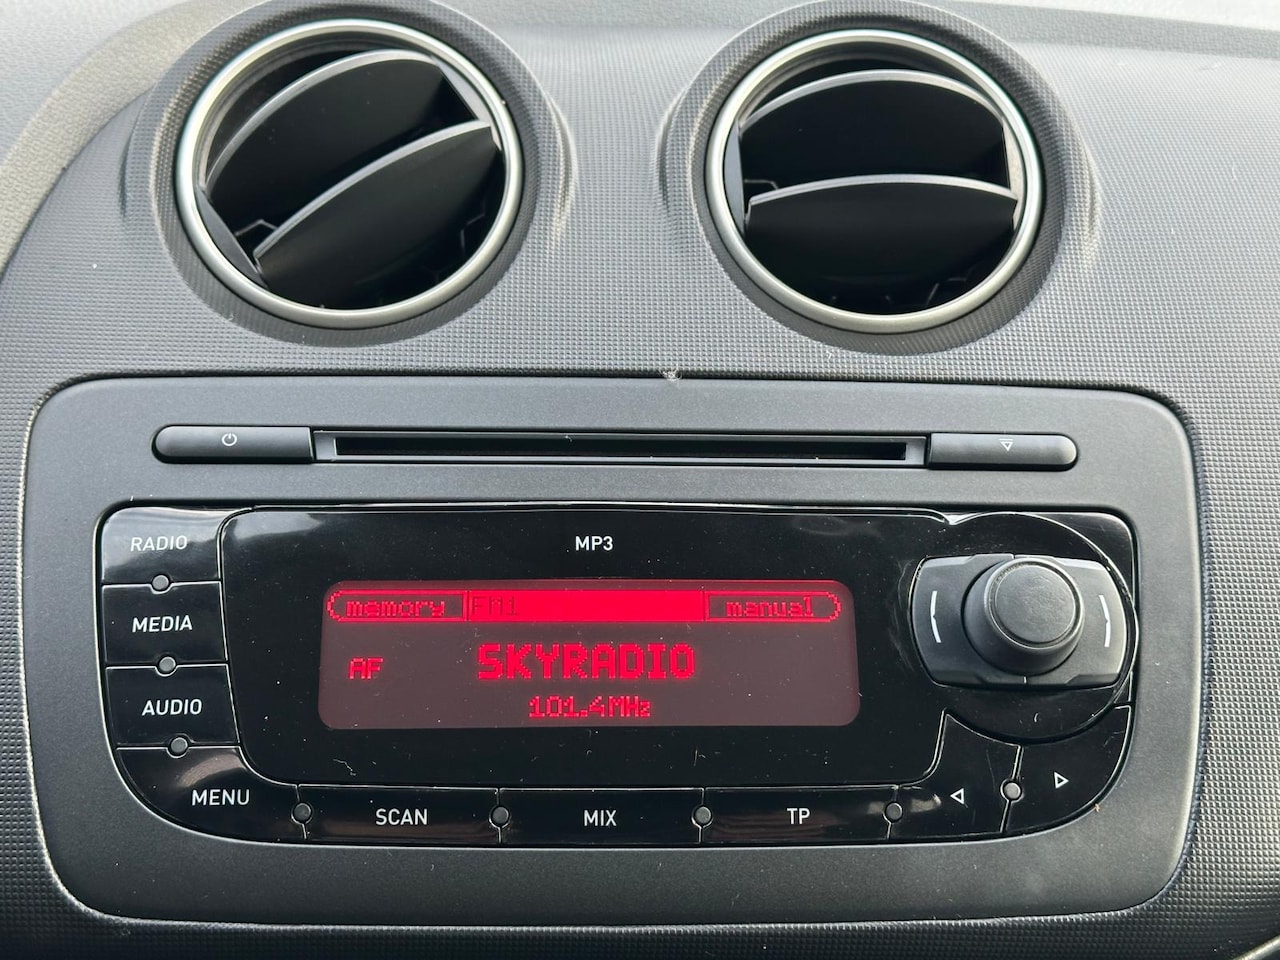 RADIO
MP3
MEDIA
memory FM1 manual
AF SKYRADIO
101.4MHz
AUDIO
MENU
SCAN
MIX
TP